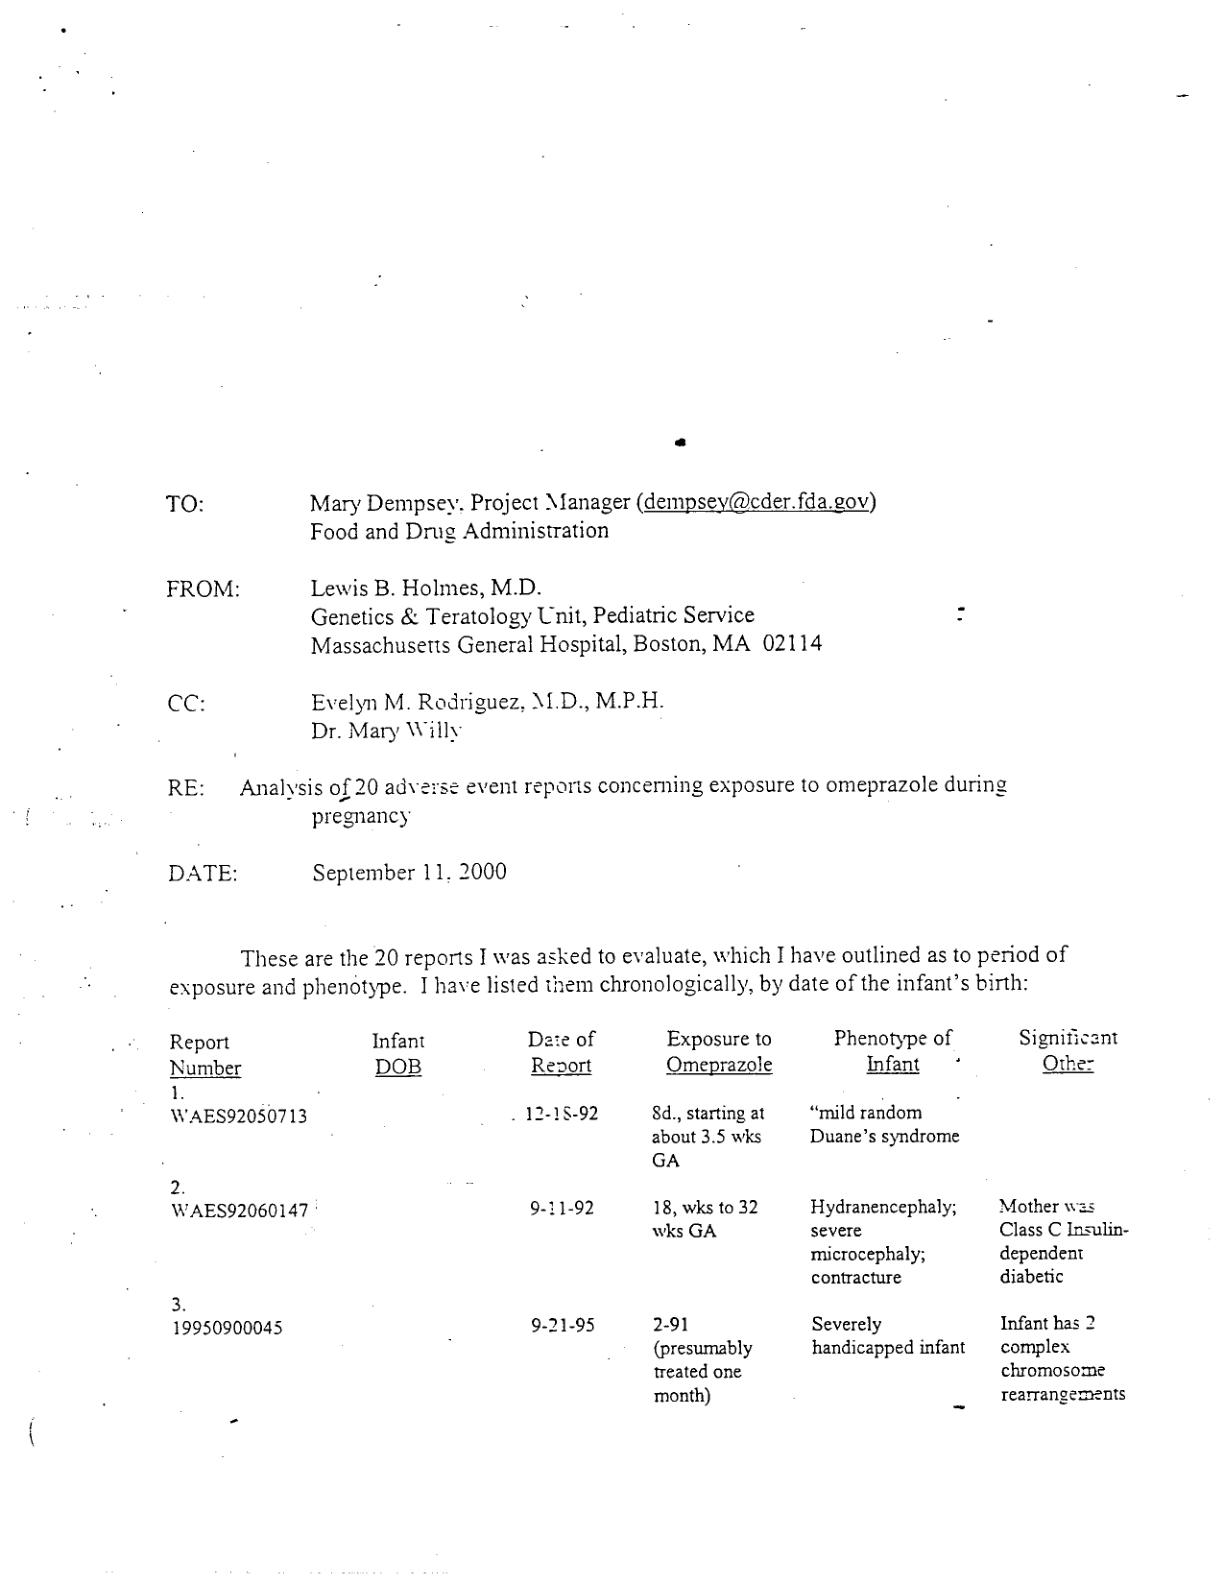 TO: Mary Dempsey, Project Manager (dempsey@cder.fda.gov)
Food and Drug Administration
FROM: Lewis B. Holmes, M.D.
Genetics & Teratology Unit, Pediatric Service
Massachusetts General Hospital, Boston, MA 02114
CC: Evelyn M. Rodriguez, M.D., M.P.H.
Dr. Mary Willy
RE: Analysis of 20 adverse event reports concerning exposure to omeprazole during
pregnancy
DATE: September 11, 2000
These are the 20 reports I was asked to evaluate, which I have outlined as to period of
exposure and phenotype. I have listed them chronologically, by date of the infant's birth:
Report Infant Date of Exposure to Phenotype of Significant
Number DOB Report Omeprazole Infant Other
1.
WAES92050713 12-18-92 8d., starting at "mild random
about 3.5 wks Duane's syndrome
GA
2.
WAES92060147 9-11-92 18, wks to 32 Hydranencephaly; Mother was
wks GA severe Class C Insulin-
microcephaly; dependent
contracture diabetic
3.
19950900045 9-21-95 2-91 Severely Infant has 2
(presumably handicapped infant complex
treated one chromosome
month) rearrangements